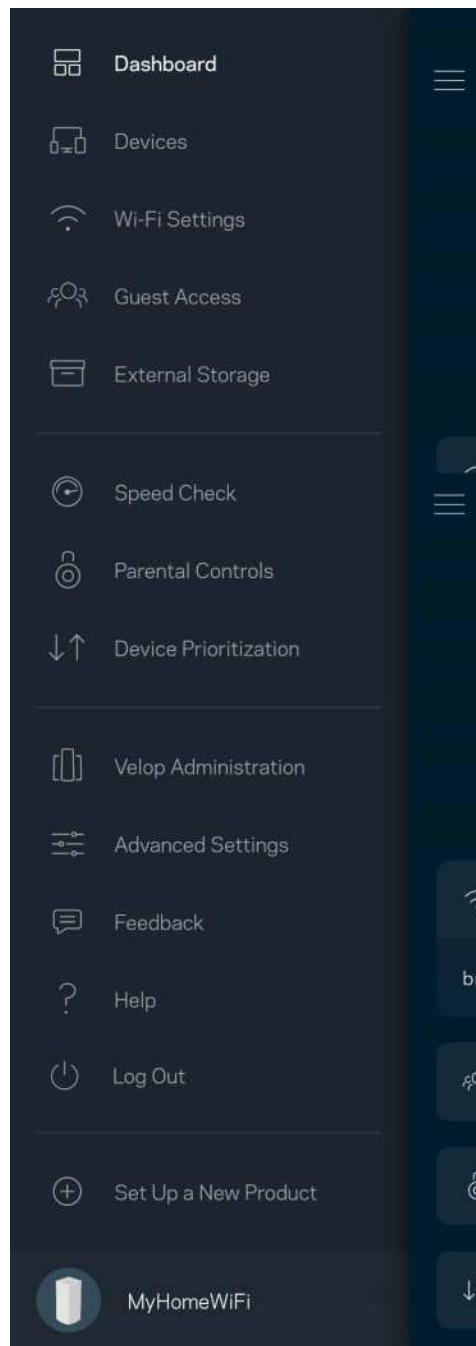 Dashboard
Devices
Wi-Fi Settings
Guest Access
External Storage
Speed Check
Parental Controls
Device Prioritization
Velop Administration
Advanced Settings
Feedback
Help
Log Out
Set Up a New Product
MyHomeWiFi